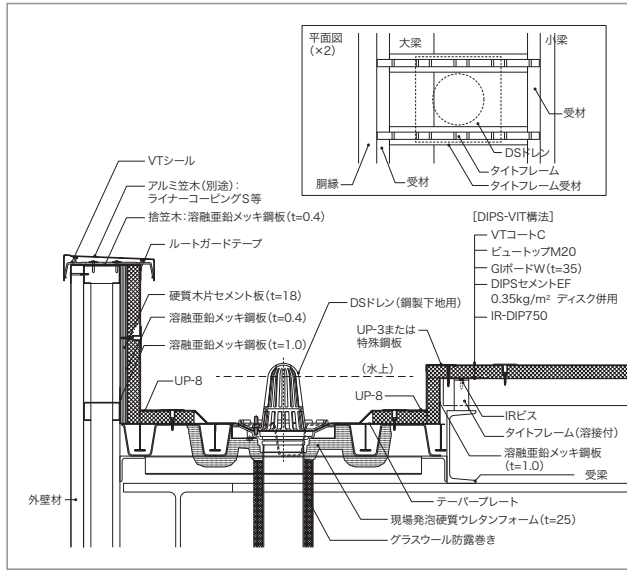 平面図
(×2)
大梁
小梁
受材
DSドレン
タイトフレーム
タイトフレーム受材
胴縁
受材
VTシール
アルミ笠木(別途):
ライナーコーピングS等
捨笠木:溶融亜鉛メッキ鋼板(t=0.4)
ルートガードテープ
硬質木片セメント板(t=18)
溶融亜鉛メッキ鋼板(t=0.4)
溶融亜鉛メッキ鋼板(t=1.0)
UP-8
DSドレン(鋼製下地用)
UP-3または
特殊鋼板
(水上)
UP-8
[DIPS-VIT構法]
VTコートC
ビュートップM20
GIボードW(t=35)
DIPSセメントEF
0.35kg/m² ディスク併用
IR-DIP750
IRビス
タイトフレーム(溶接付)
溶融亜鉛メッキ鋼板
(t=1.0)
受梁
外壁材
テーパープレート
現場発泡硬質ウレタンフォーム(t=25)
グラスウール防露巻き